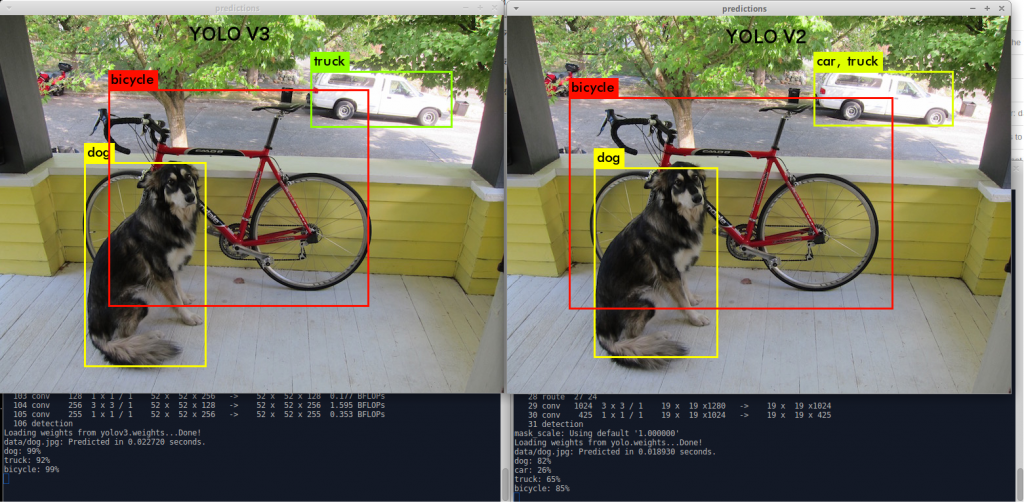 predictions
YOLO V3
truck
bicycle
dog
103 conv 128 1 x 1 / 1 52 x 52 x 256 -> 52 x 52 x 128 0.177 BFLOPs
104 conv 256 3 x 3 / 1 52 x 52 x 128 -> 52 x 52 x 256 1.595 BFLOPs
105 conv 255 1 x 1 / 1 52 x 52 x 256 -> 52 x 52 x 255 0.353 BFLOPs
106 detection
Loading weights from yolov3.weights...Done!
data/dog.jpg: Predicted in 0.022720 seconds.
dog: 99%
truck: 92%
bicycle: 99%
predictions
YOLO V2
car, truck
bicycle
dog
28 route 27 24
29 conv 1024 3 x 3 / 1 19 x 19 x1280 -> 19 x 19 x1024
30 conv 425 1 x 1 / 1 19 x 19 x1024 -> 19 x 19 x 425
31 detection
mask_scale: Using default '1.000000'
Loading weights from yolo.weights...Done!
data/dog.jpg: Predicted in 0.018930 seconds.
dog: 82%
car: 26%
truck: 65%
bicycle: 85%